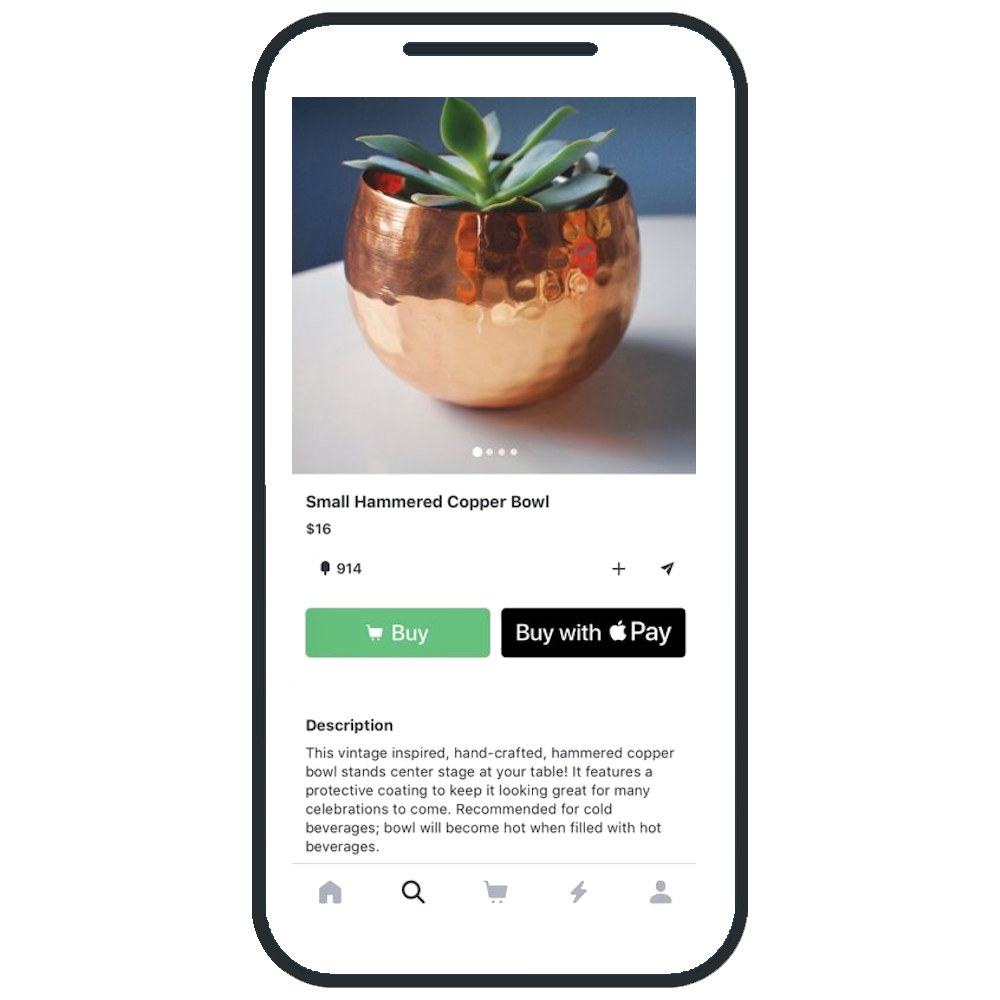 Small Hammered Copper Bowl
$16
914
Buy
Buy with Pay
Description
This vintage inspired, hand-crafted, hammered copper
bowl stands center stage at your table! It features a
protective coating to keep it looking great for many
celebrations to come. Recommended for cold
beverages; bowl will become hot when filled with hot
beverages.